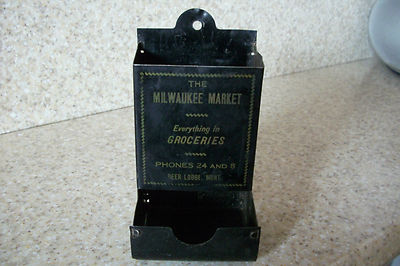 THE
MILWAUKEE MARKET
Everything in
GROCERIES
PHONES 24 AND 8
DEER LODGE, MONT.